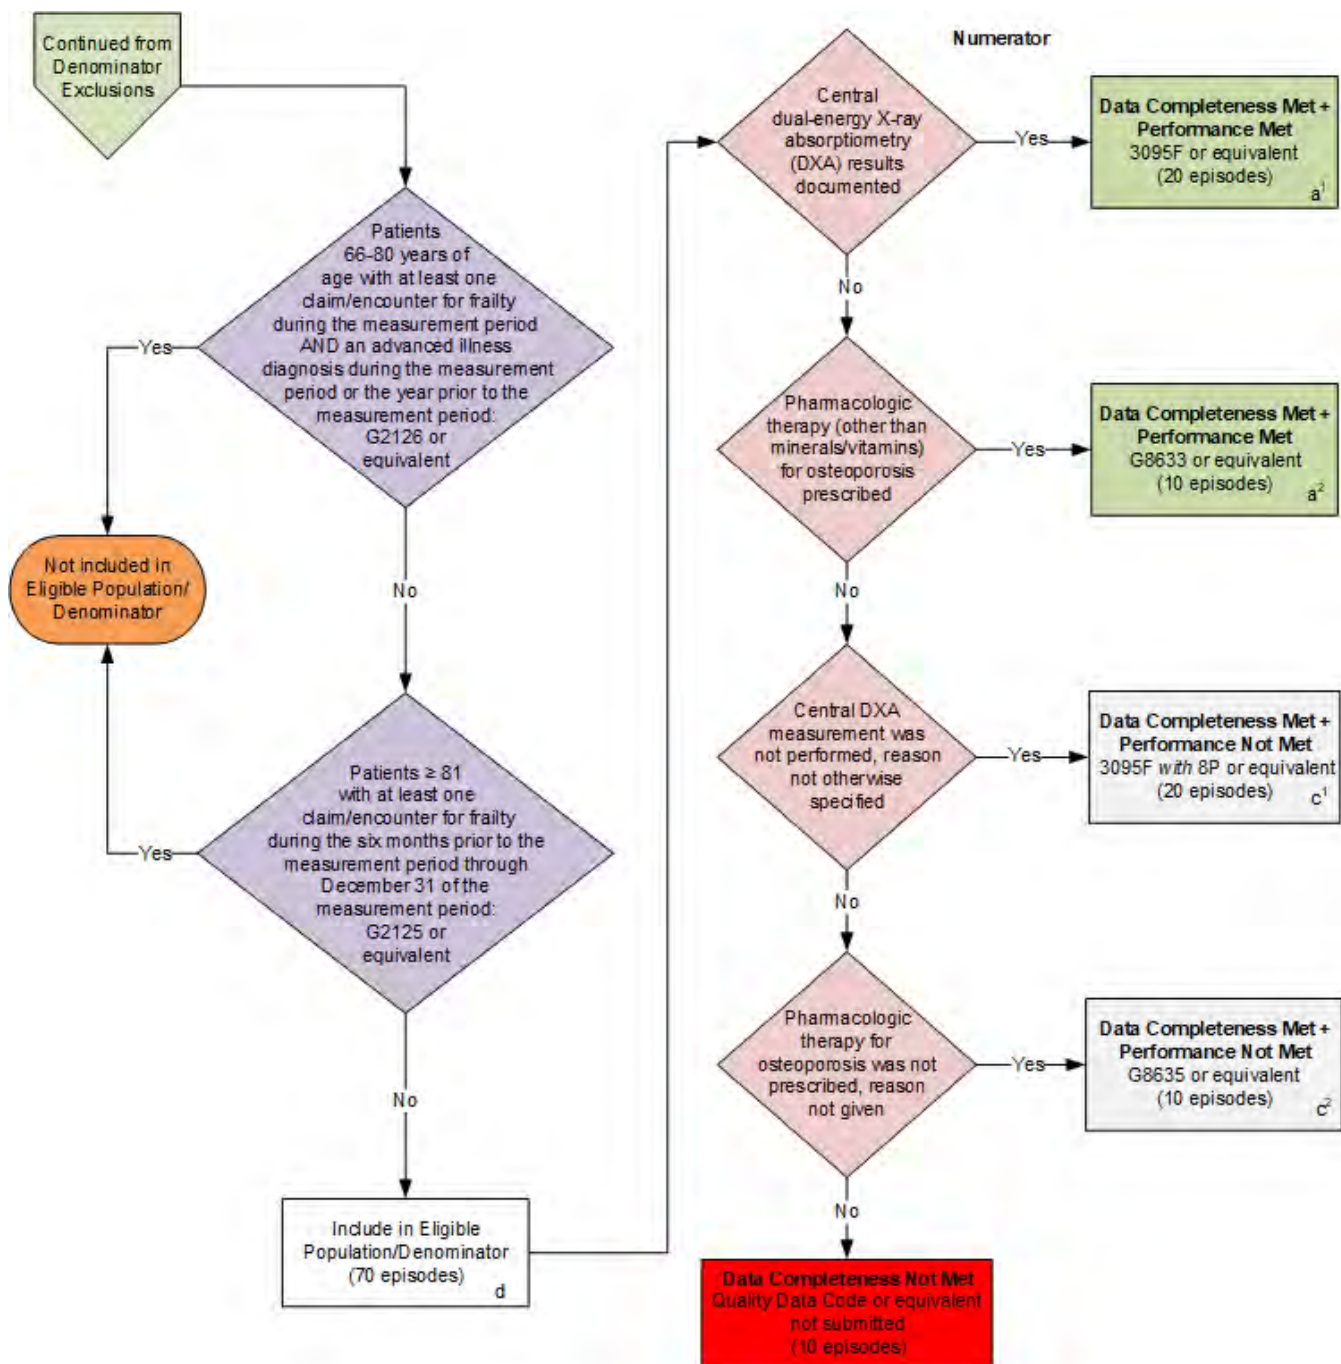 Continued from
Denominator
Exclusions
Patients
66-80 years of
age with at least one
claim/encounter for frailty
during the measurement period
AND an advanced illness
diagnosis during the measurement
period or the year prior to the
measurement period:
G2126 or
equivalent
Yes
No
Not included in
Eligible Population/
Denominator
Patients ≥ 81
with at least one
claim/encounter for frailty
during the six months prior to the
measurement period through
December 31 of the
measurement period:
G2125 or
equivalent
Yes
No
Include in Eligible
Population/Denominator
(70 episodes)
d
Numerator
Central
dual-energy X-ray
absorptiometry
(DXA) results
documented
Yes
Data Completeness Met +
Performance Met
3095F or equivalent
(20 episodes)
a¹
No
Pharmacologic
therapy (other than
minerals/vitamins)
for osteoporosis
prescribed
Yes
Data Completeness Met +
Performance Met
G8633 or equivalent
(10 episodes)
a²
No
Central DXA
measurement was
not performed, reason
not otherwise
specified
Yes
Data Completeness Met +
Performance Not Met
3095F with 8P or equivalent
(20 episodes)
c¹
No
Pharmacologic
therapy for
osteoporosis was not
prescribed, reason
not given
Yes
Data Completeness Met +
Performance Not Met
G8635 or equivalent
(10 episodes)
c²
No
Data Completeness Not Met
Quality Data Code or equivalent
not submitted
(10 episodes)